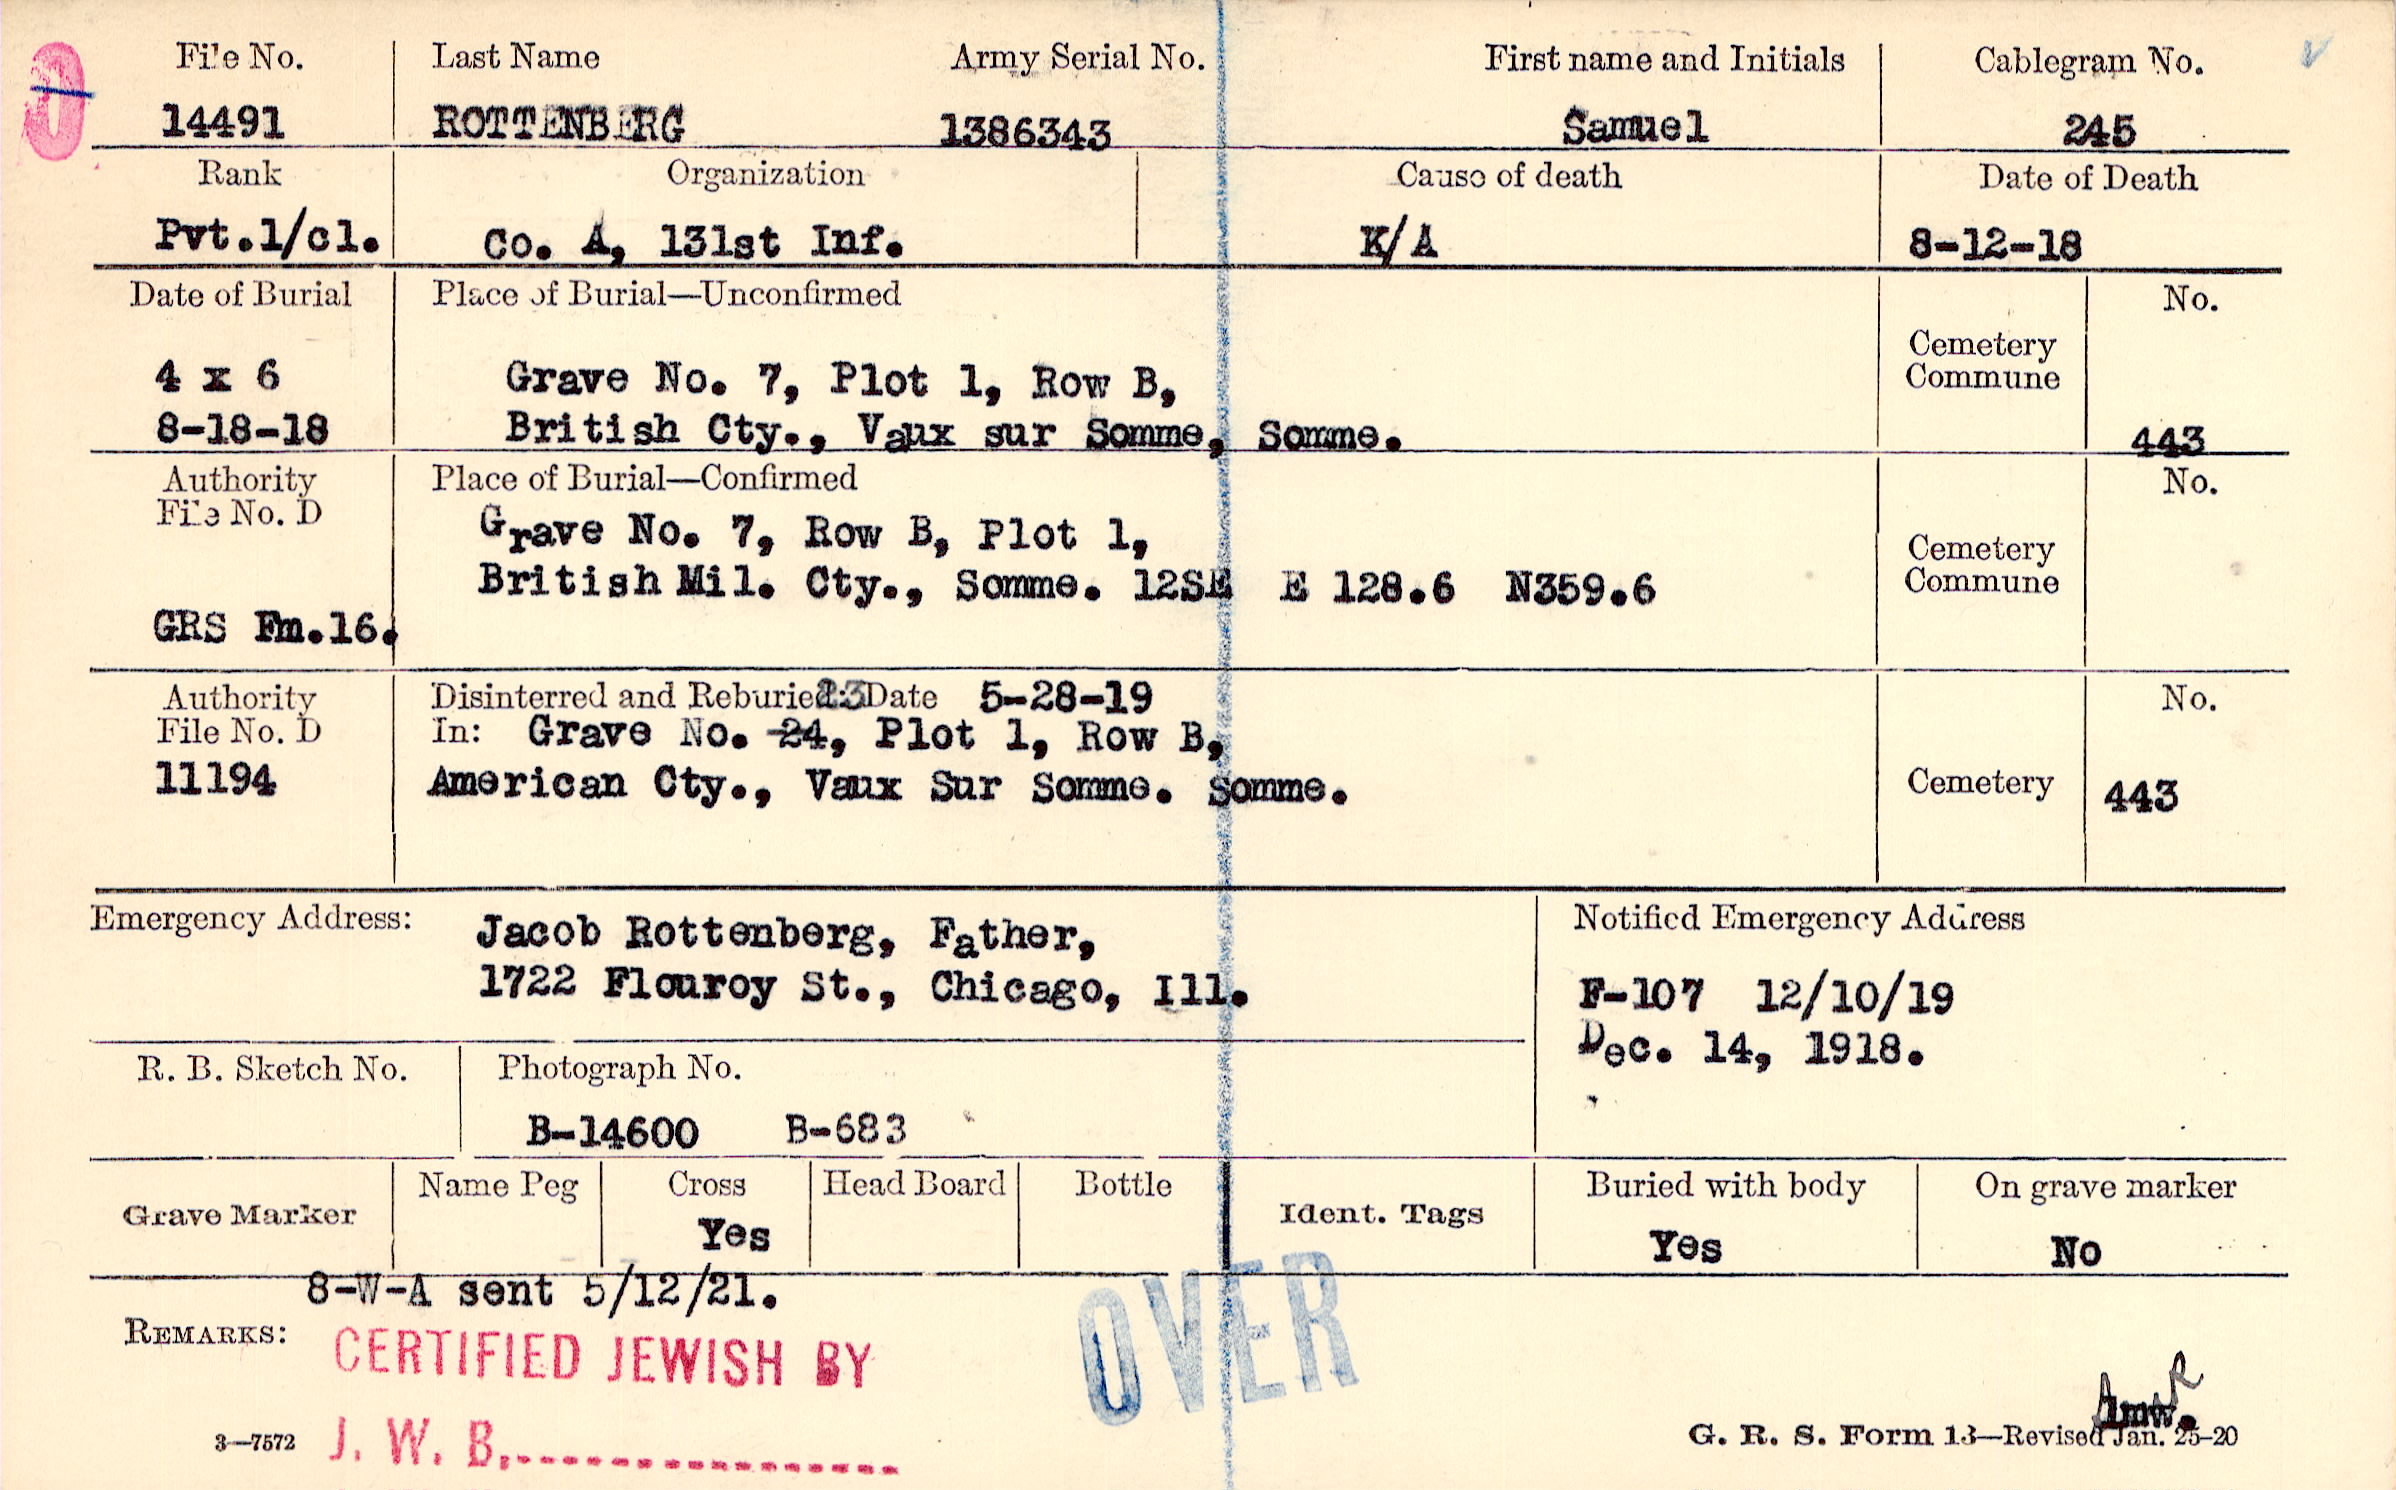 File No. Last Name Army Serial No. First name and Initials Cablegram No.
14491 ROTTENBERG 1386343 Samuel 245
Rank Organization Cause of death Date of Death
Pvt.1/cl. Co. A, 131st Inf. K/A 8-12-18
Date of Burial Place of Burial—Unconfirmed No.
Cemetery
Commune
4 x 6 Grave No. 7, Plot 1, Row B,
8-18-18 British Cty., Vaux sur Somme, Somme. 443
Authority Place of Burial—Confirmed No.
File No. D
Grave No. 7, Row B, Plot 1,
Cemetery
British Mil. Cty., Somme. 12SE E 128.6 N359.6 Commune
GRS Fm.16.
Authority Disinterred and Reburied: 23 Date 5-28-19 No.
File No. D In: Grave No. 24, Plot 1, Row B,
11194 American Cty., Vaux Sur Somme. Somme. Cemetery 443
Emergency Address: Jacob Rottenberg, Father, Notified Emergency Address
1722 Flouroy St., Chicago, Ill. F-107 12/10/19
Dec. 14, 1918.
R. B. Sketch No. Photograph No.
B-14600 B-683
Grave Marker Name Peg Cross Head Board Bottle Ident. Tags Buried with body On grave marker
Yes Yes No
8-W-A sent 5/12/21.
REMARKS: CERTIFIED JEWISH BY OVER
J. W. B.
3—7572 G. R. S. Form 13—Revised Jan. 25-20